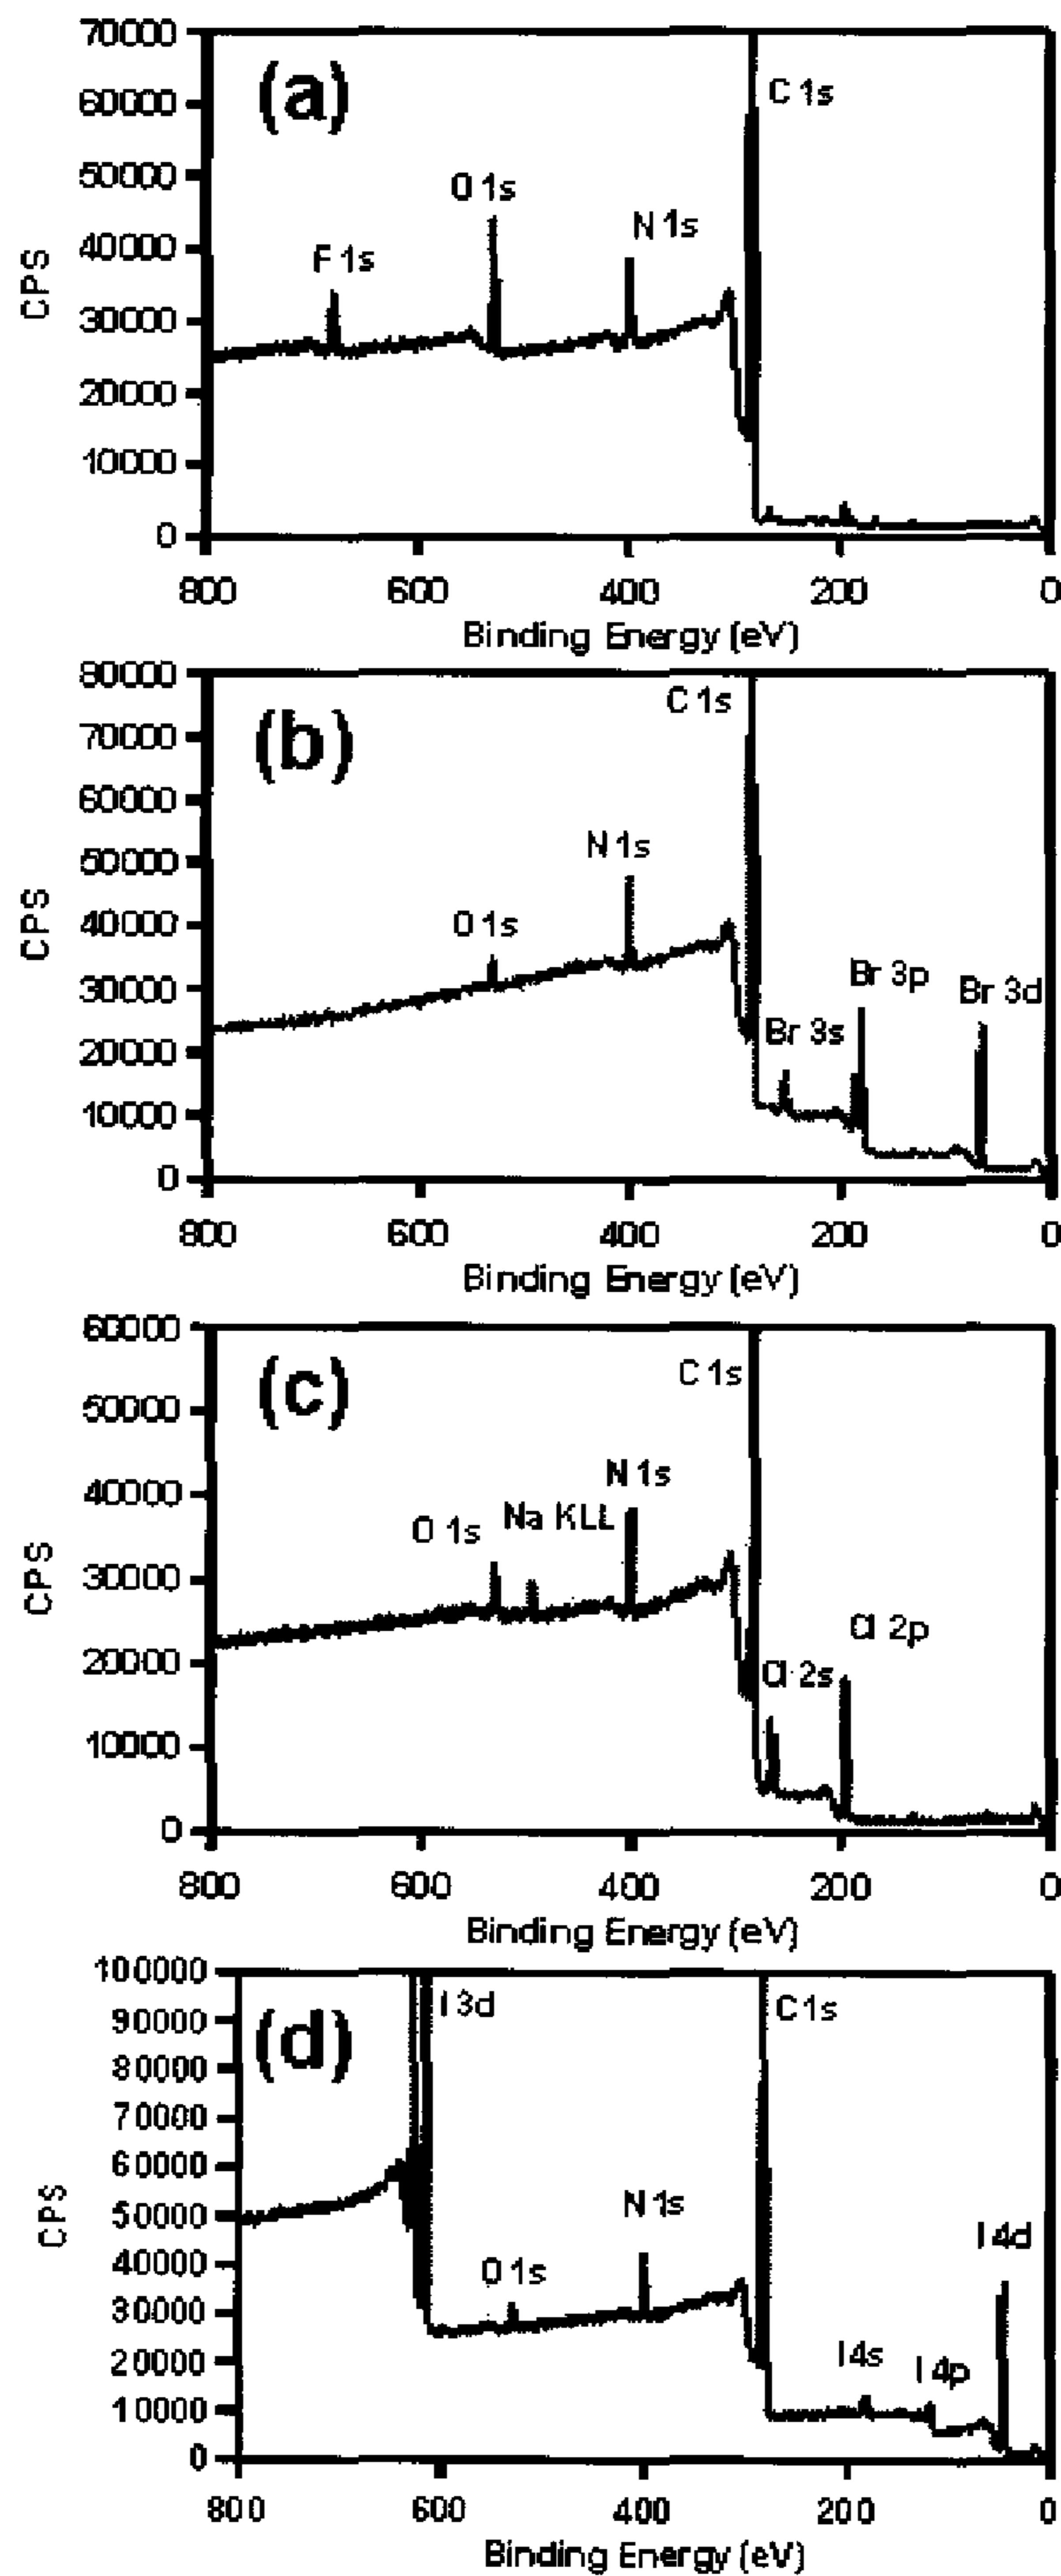 70000
(a)
C 1s
60000
50000
O 1s
N 1s
40000
F 1s
30000
20000
10000
0
CPS
800 600 400 200 0
Binding Energy (eV)
80000
C 1s
(b)
70000
60000
50000
N 1s
40000
O 1s
30000
Br 3p
Br 3d
20000
Br 3s
10000
0
CPS
800 600 400 200 0
Binding Energy (eV)
60000
(c)
C 1s
50000
40000
N 1s
O 1s
Na KLL
30000
20000
Cl 2p
Cl 2s
10000
0
CPS
800 600 400 200 0
Binding Energy (eV)
100000
I 3d
C 1s
90000
(d)
80000
70000
60000
50000
N 1s
I 4d
40000
O 1s
30000
20000
I 4s
I 4p
10000
0
CPS
800 600 400 200 0
Binding Energy (eV)